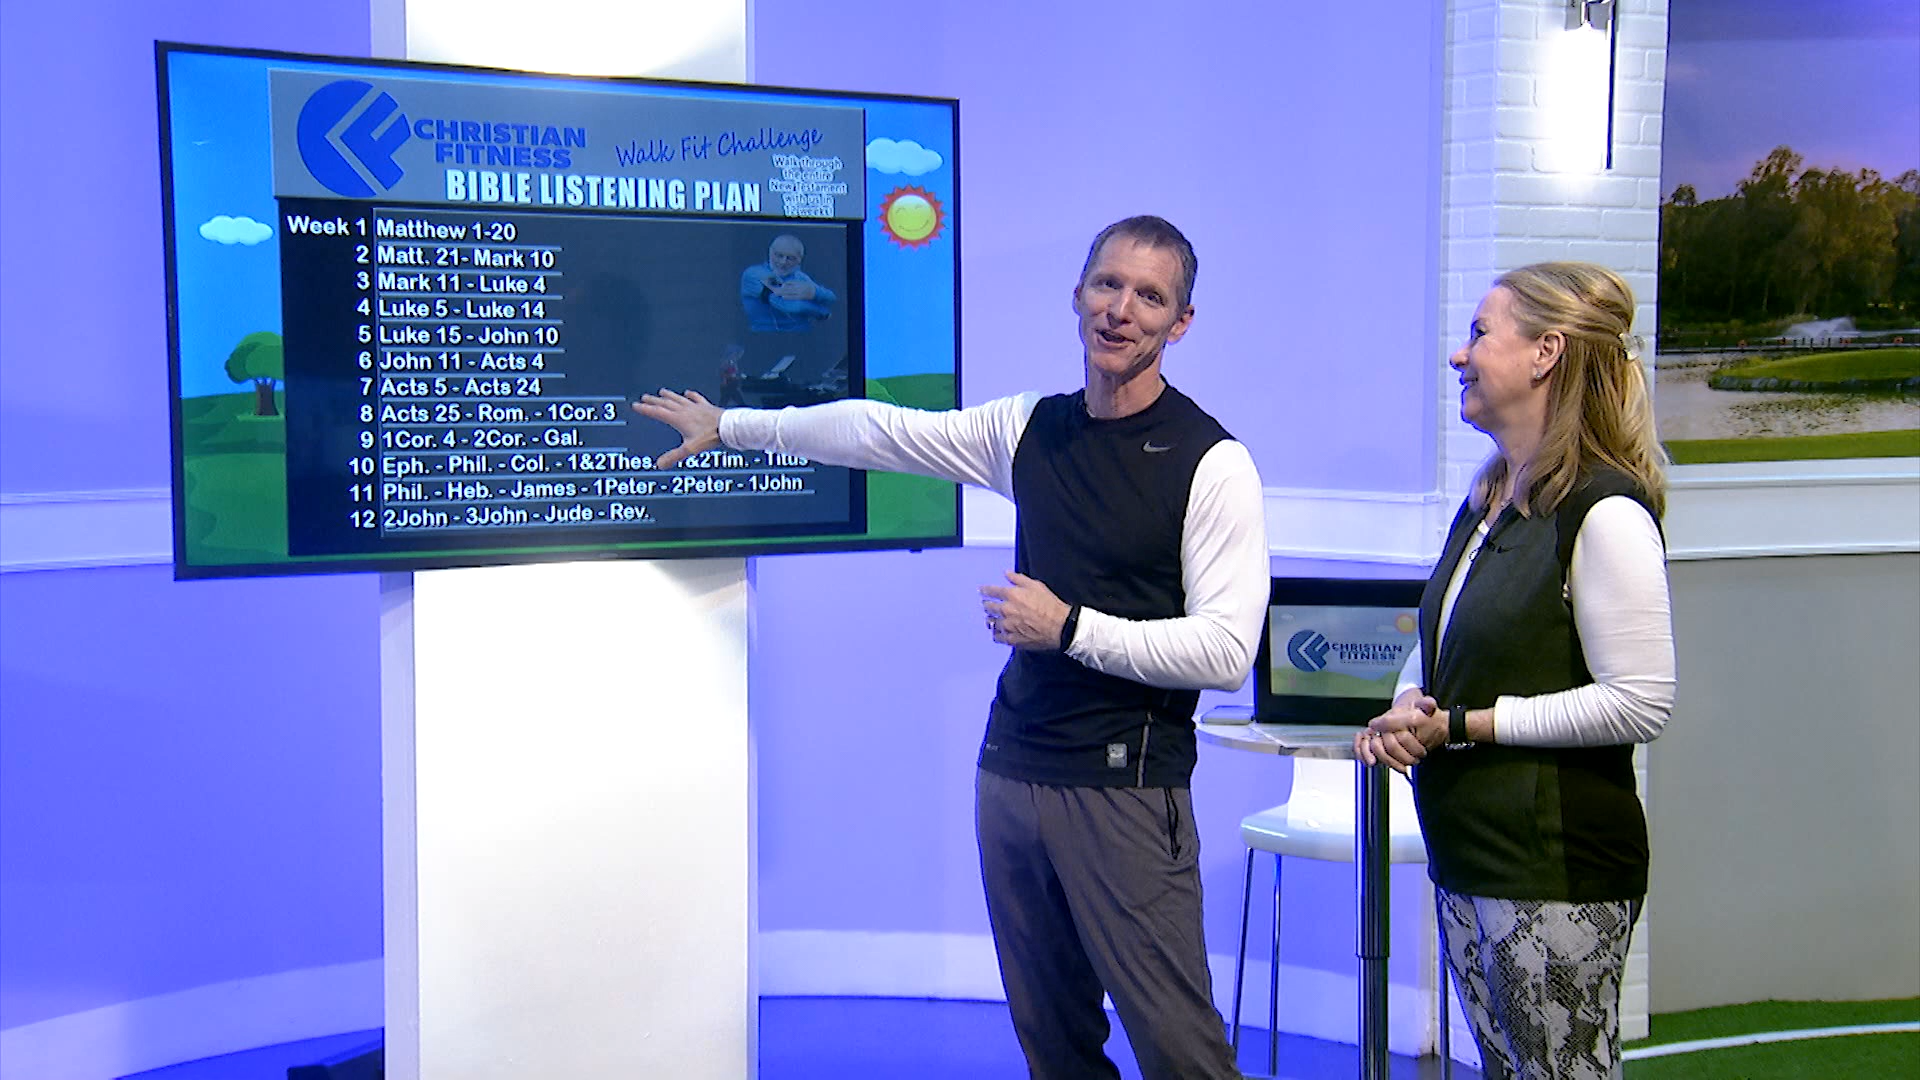 CHRISTIAN
FITNESS
Walk Fit Challenge
BIBLE LISTENING PLAN
Walk through
the entire
New Testament
with us in
12 weeks!
Week 1 Matthew 1-20
2 Matt. 21- Mark 10
3 Mark 11 - Luke 4
4 Luke 5 - Luke 14
5 Luke 15 - John 10
6 John 11 - Acts 4
7 Acts 5 - Acts 24
8 Acts 25 - Rom. - 1Cor. 3
9 1Cor. 4 - 2Cor. - Gal.
10 Eph. - Phil. - Col. - 1&2Thes. 1&2Tim. - Titus
11 Phil. - Heb. - James - 1Peter - 2Peter - 1John
12 2John - 3John - Jude - Rev.
CHRISTIAN
FITNESS